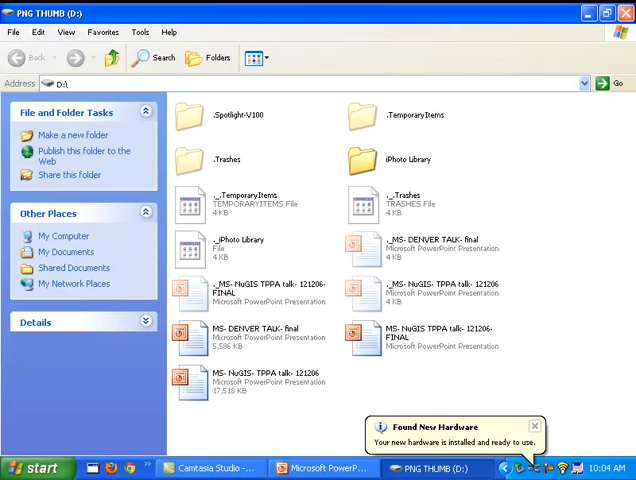 PNG THUMB (D:)
File Edit View Favorites Tools Help
Back Search Folders
Address D:\ Go
File and Folder Tasks
Make a new folder
Publish this folder to the
Web
Share this folder
Other Places
My Computer
My Documents
Shared Documents
My Network Places
Details
.Spotlight-V100
.TemporaryItems
.Trashes
iPhoto Library
._.TemporaryItems
TEMPORARYITEMS File
4 KB
._.Trashes
TRASHES File
4 KB
._iPhoto Library
File
4 KB
._MS- DENVER TALK- final
Microsoft PowerPoint Presentation
4 KB
._MS- NuGIS TPPA talk- 121206-
FINAL
Microsoft PowerPoint Presentation
._MS- NuGIS- TPPA talk- 121206
Microsoft PowerPoint Presentation
4 KB
MS- DENVER TALK- final
Microsoft PowerPoint Presentation
5,586 KB
MS- NuGIS TPPA talk- 121206-
FINAL
Microsoft PowerPoint Presentation
MS- NuGIS- TPPA talk- 121206
Microsoft PowerPoint Presentation
17,518 KB
Found New Hardware
Your new hardware is installed and ready to use.
start Camtasia Studio -... Microsoft PowerP... PNG THUMB (D:) 10:04 AM